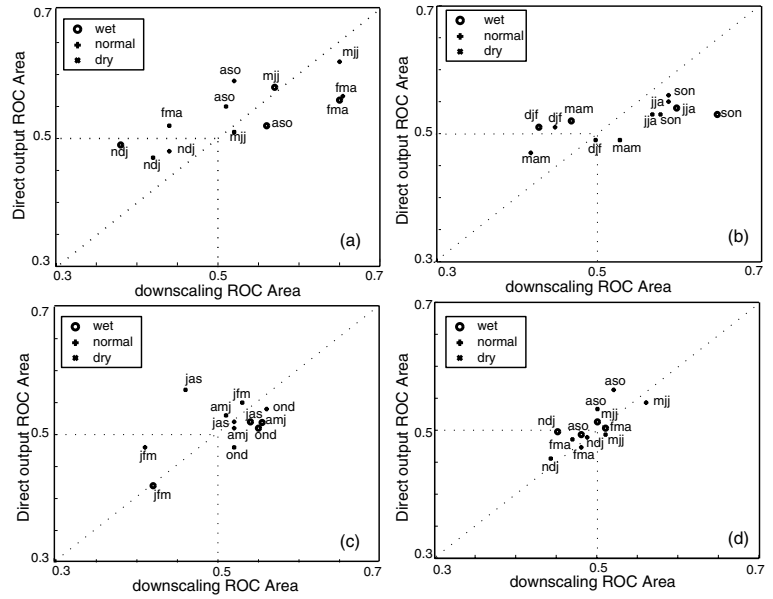 0.7
wet
normal
dry
aso
mjj
mjj
aso
fma
fma
fma
aso
mjj
ndj
ndj
ndj
0.5
0.3
Direct output ROC Area
(a)
0.3
0.5
0.7
downscaling ROC Area
0.7
wet
normal
dry
son
djf
djf
mam
jja
jja
jja
son
son
mam
djf
mam
0.5
0.3
Direct output ROC Area
(b)
0.3
0.5
0.7
downscaling ROC Area
0.7
wet
normal
dry
jas
jfm
amj
jas
ond
jas
amj
amj
ond
ond
jfm
jfm
0.5
0.3
Direct output ROC Area
(c)
0.3
0.5
0.7
downscaling ROC Area
0.7
wet
normal
dry
aso
mjj
aso
mjj
ndj
aso
fma
fma
ndj
mjj
fma
ndj
0.5
0.3
Direct output ROC Area
(d)
0.3
0.5
0.7
downscaling ROC Area